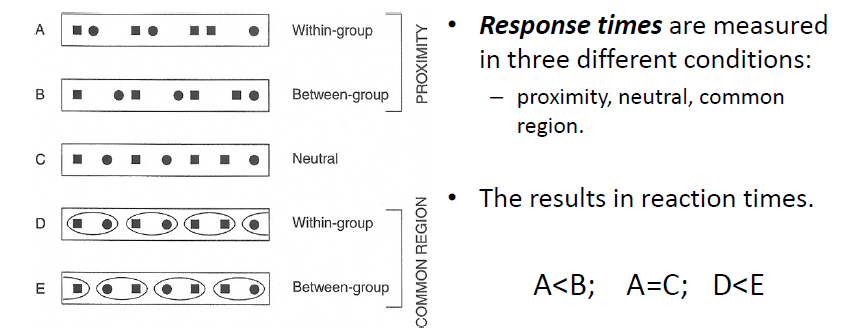 A
Within-group
B
Between-group
PROXIMITY
C
Neutral
D
Within-group
E
Between-group
COMMON REGION
• Response times are measured
in three different conditions:
– proximity, neutral, common
region.
• The results in reaction times.
A<B; A=C; D<E